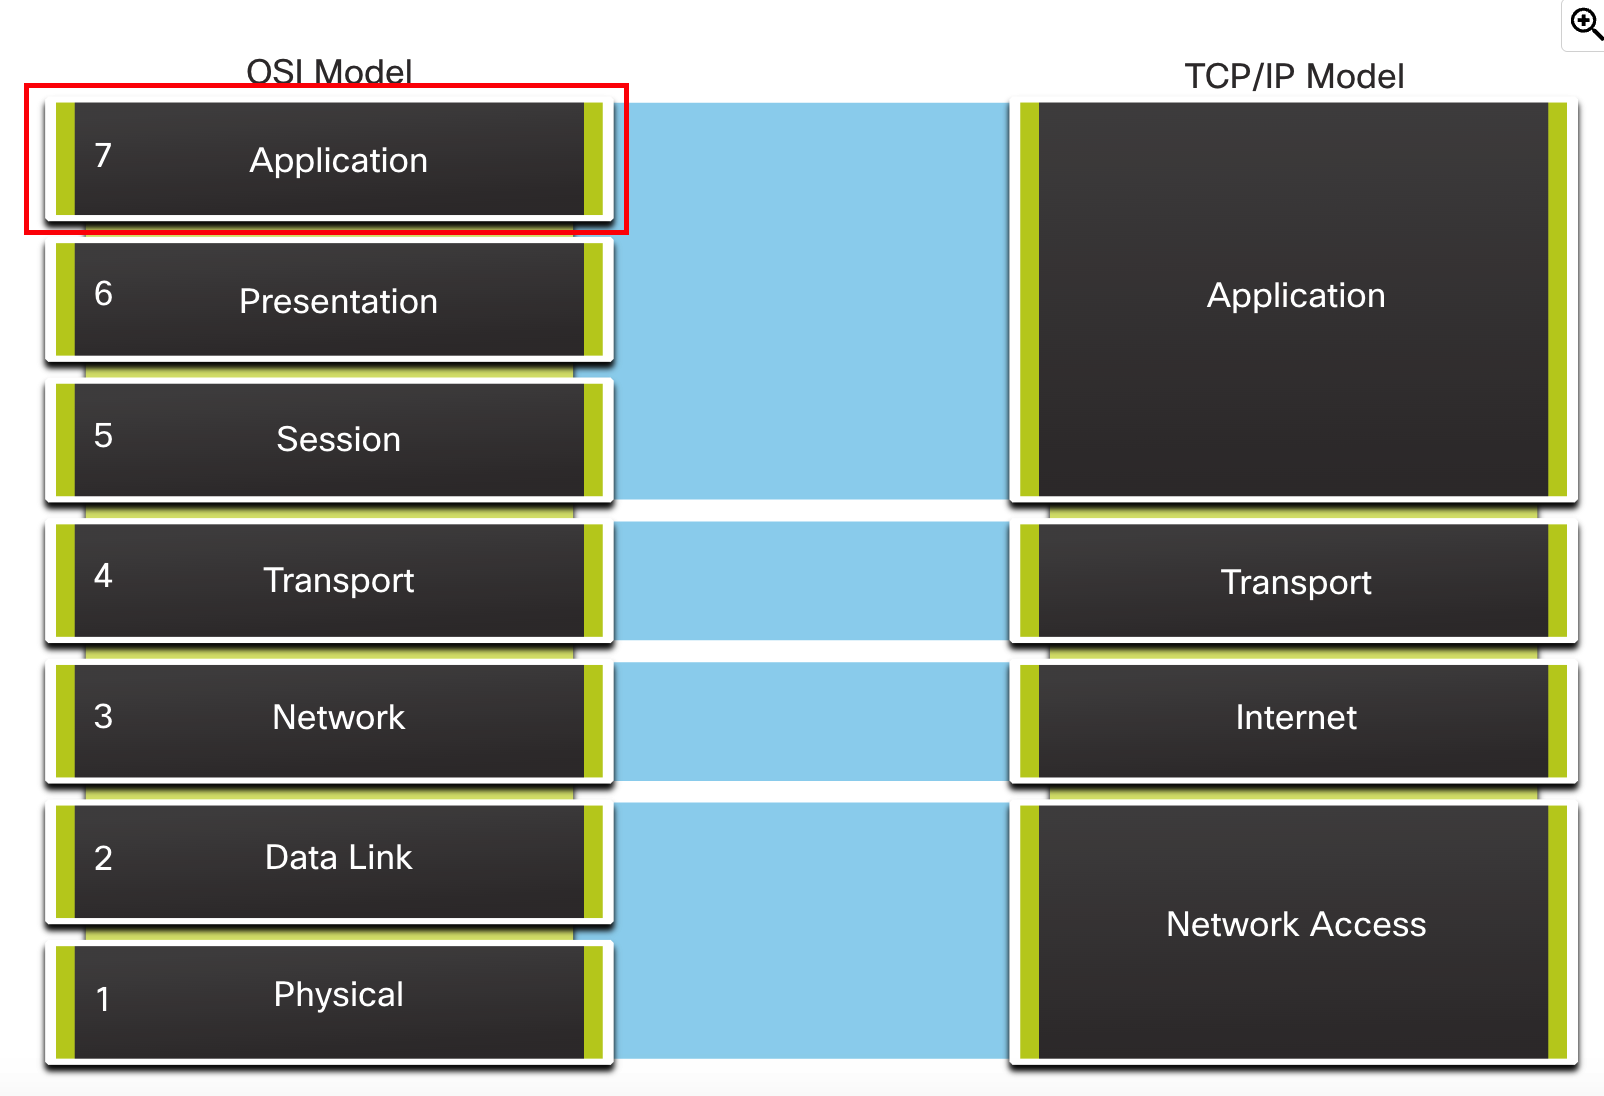 OSI Model
7 Application
6 Presentation
5 Session
4 Transport
3 Network
2 Data Link
1 Physical
TCP/IP Model
Application
Transport
Internet
Network Access